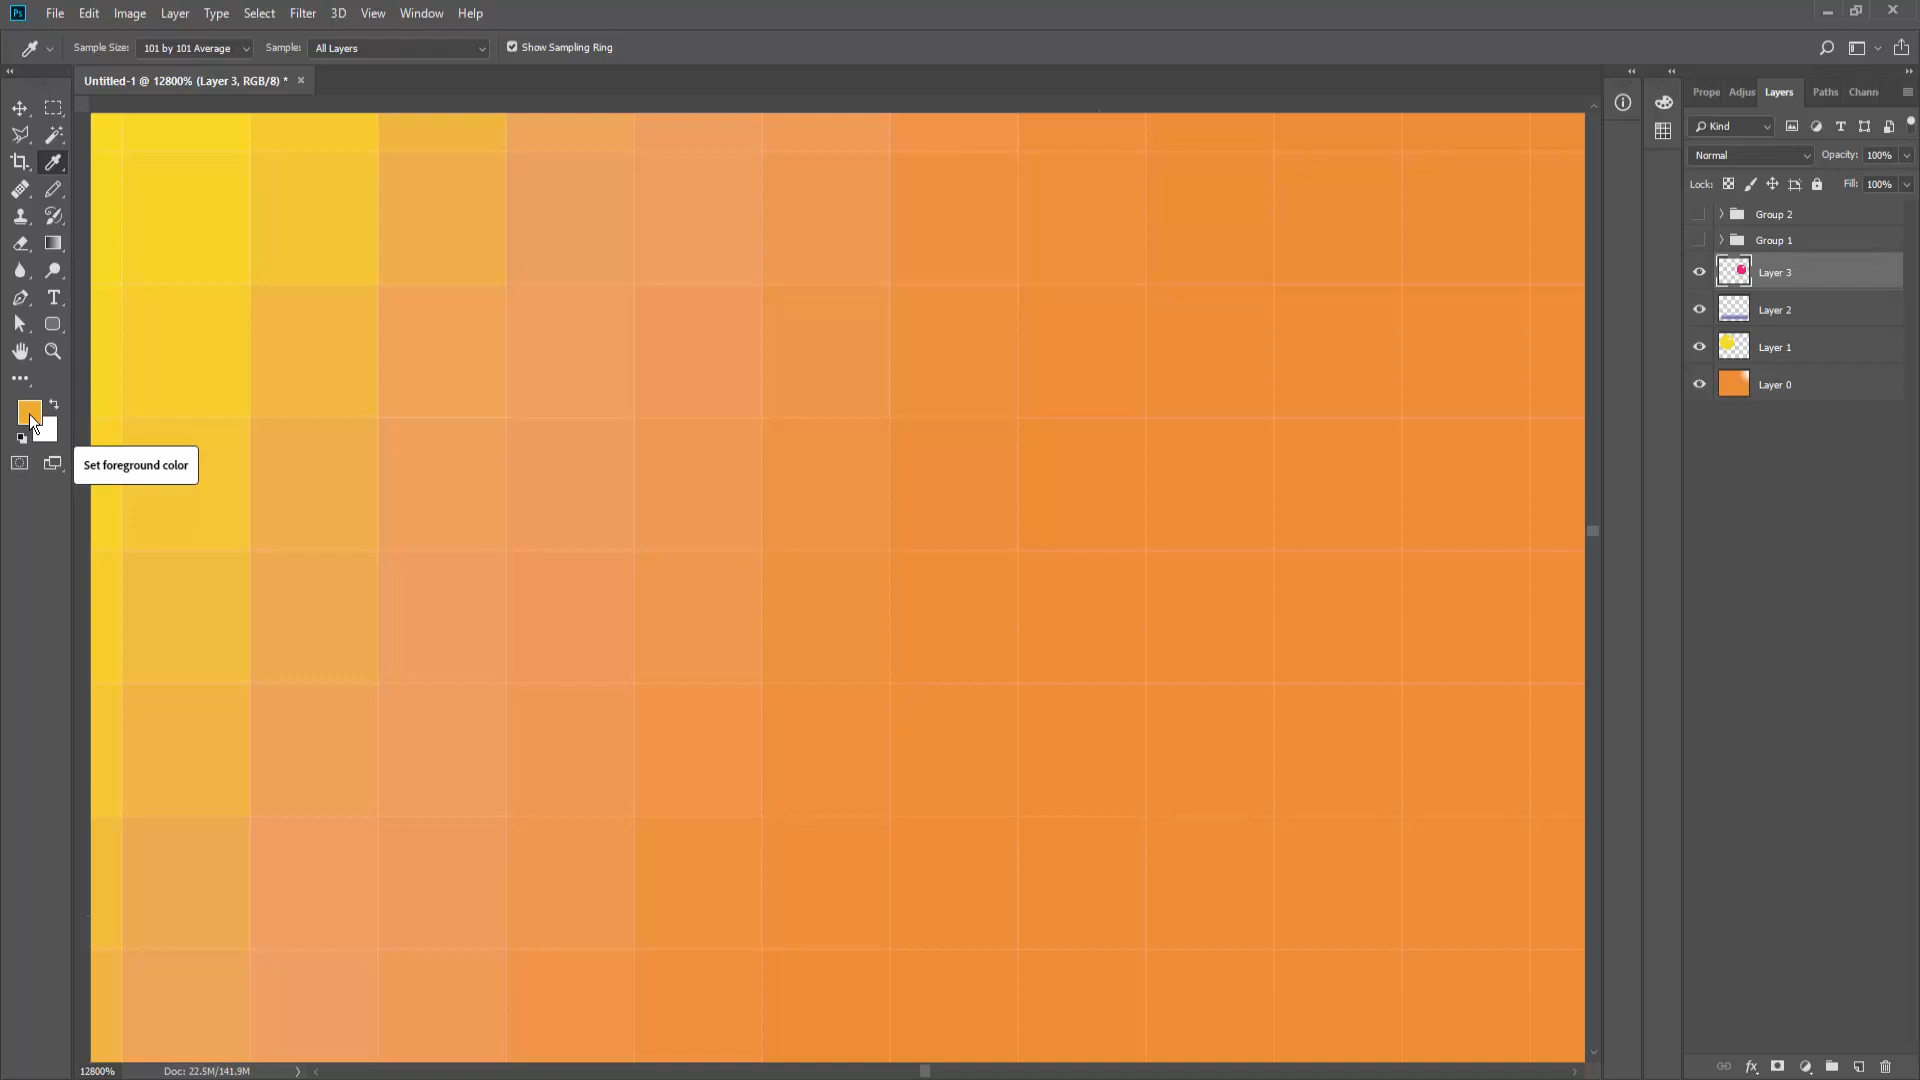 Ps File Edit Image Layer Type Select Filter 3D View Window Help
Sample Size: 101 by 101 Average Sample: All Layers Show Sampling Ring
Untitled-1 @ 12800% (Layer 3, RGB/8) *
Prope Adjus Layers Paths Chann
Kind
Normal Opacity: 100%
Lock: Fill: 100%
Group 2
Group 1
Layer 3
Layer 2
Layer 1
Layer 0
Set foreground color
12800% Doc: 22.5M/141.9M